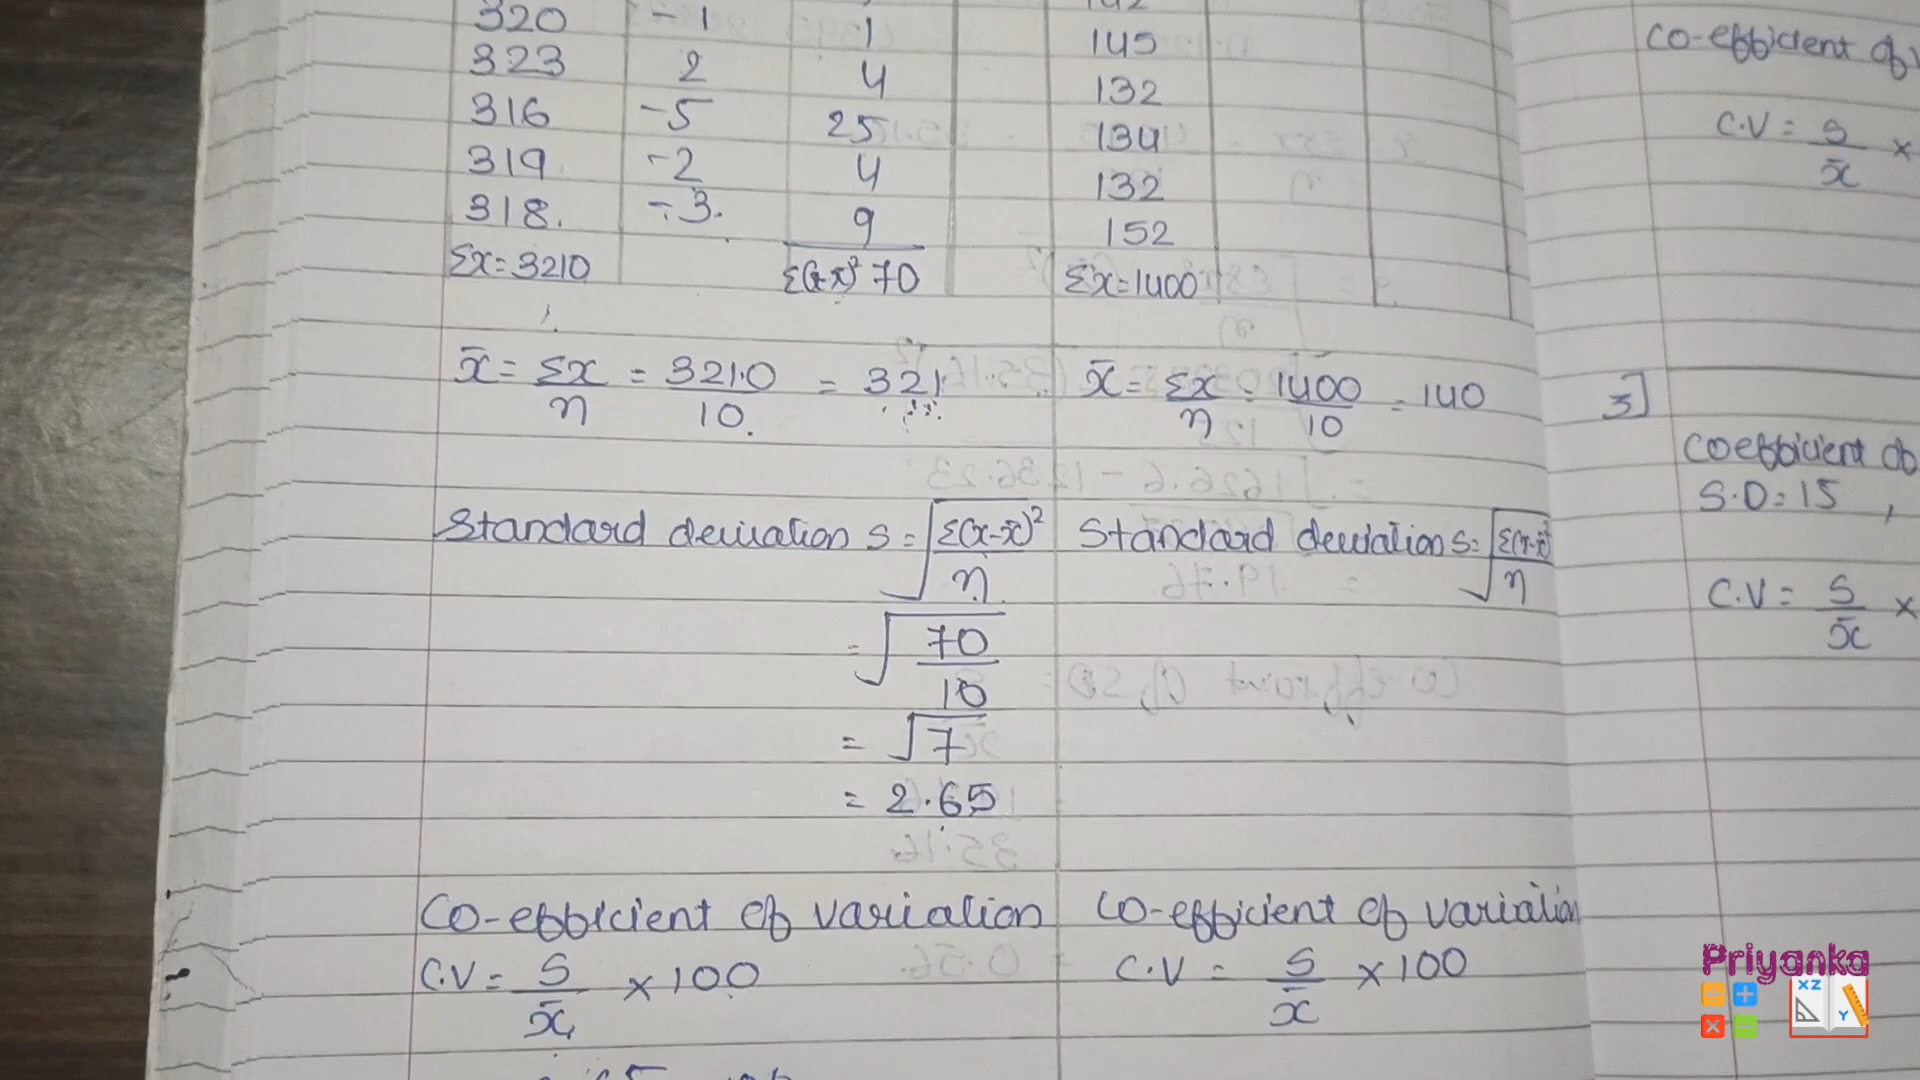 320 -1 1 145
323 2 4 132
316 -5 25 134
319 -2 4 132
318. -3. 9 152
Σx=3210 Σ(x-x̄)² 70 Σx=1400
x̄ = Σx/n = 3210/10. = 321 x̄ = Σx/n = 1400/10 = 140
Standard deviation s = √Σ(x-x̄)²/n Standard deviation s = √Σ(x-x̄)²/n
= √70/10
= √7
= 2.65
Co-efficient of variation Co-efficient of variation
C.V = S/x̄ × 100 C.V = S/x̄ × 100
Co-efficient of
C.V = S/x̄ ×
3]
Coefficient
S.D = 15,
C.V = S/x̄ ×
Priyanka
XZ
Y